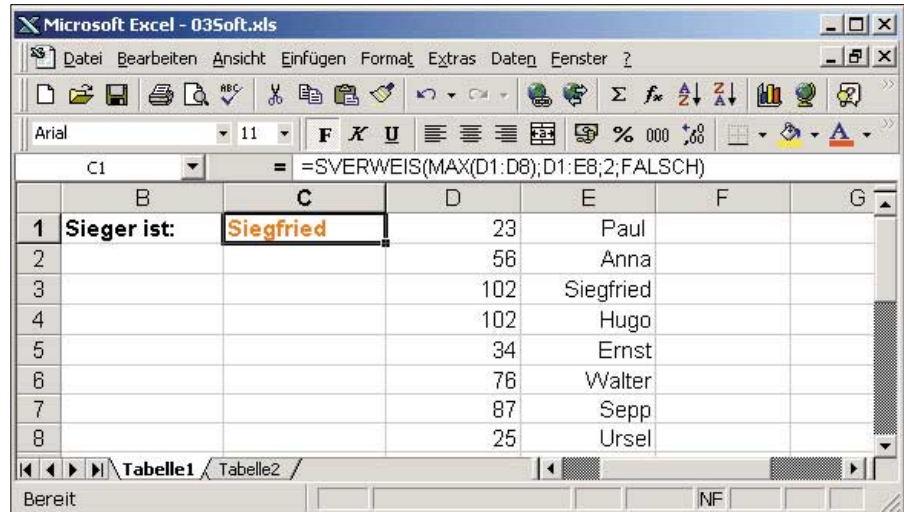 Microsoft Excel - 03Soft.xls
Datei Bearbeiten Ansicht Einfügen Format Extras Daten Fenster ?
Arial 11 F K U % 000
C1 = =SVERWEIS(MAX(D1:D8);D1:E8;2;FALSCH)
B C D E F G
1 Sieger ist: Siegfried 23 Paul
2 56 Anna
3 102 Siegfried
4 102 Hugo
5 34 Ernst
6 76 Walter
7 87 Sepp
8 25 Ursel
Tabelle1 Tabelle2
Bereit NF